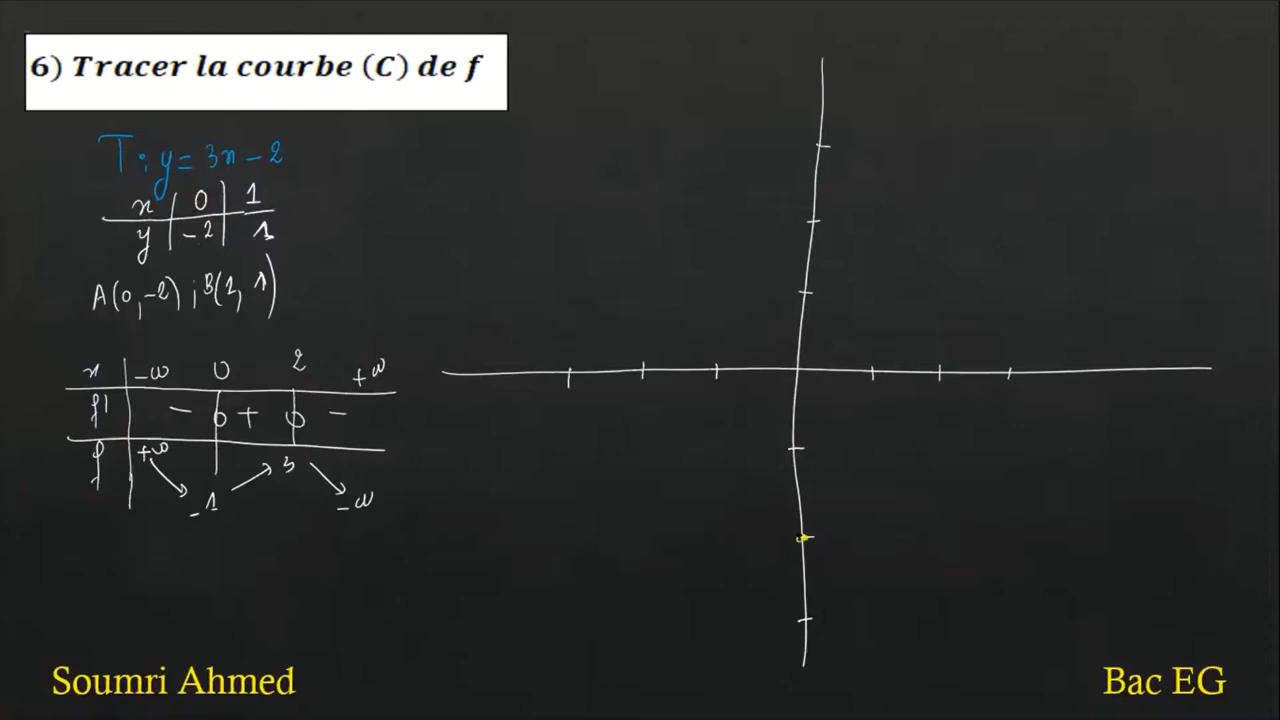 6) Tracer la courbe (C) de f
T : y = 3x - 2
x | 0 | 1
y | -2 | 1
A(0, -2) ; B(1, 1)
x | -∞ 0 2 +∞
f' | - 0 + 0 -
f | +∞ -1 3 -∞
Soumri Ahmed
Bac EG